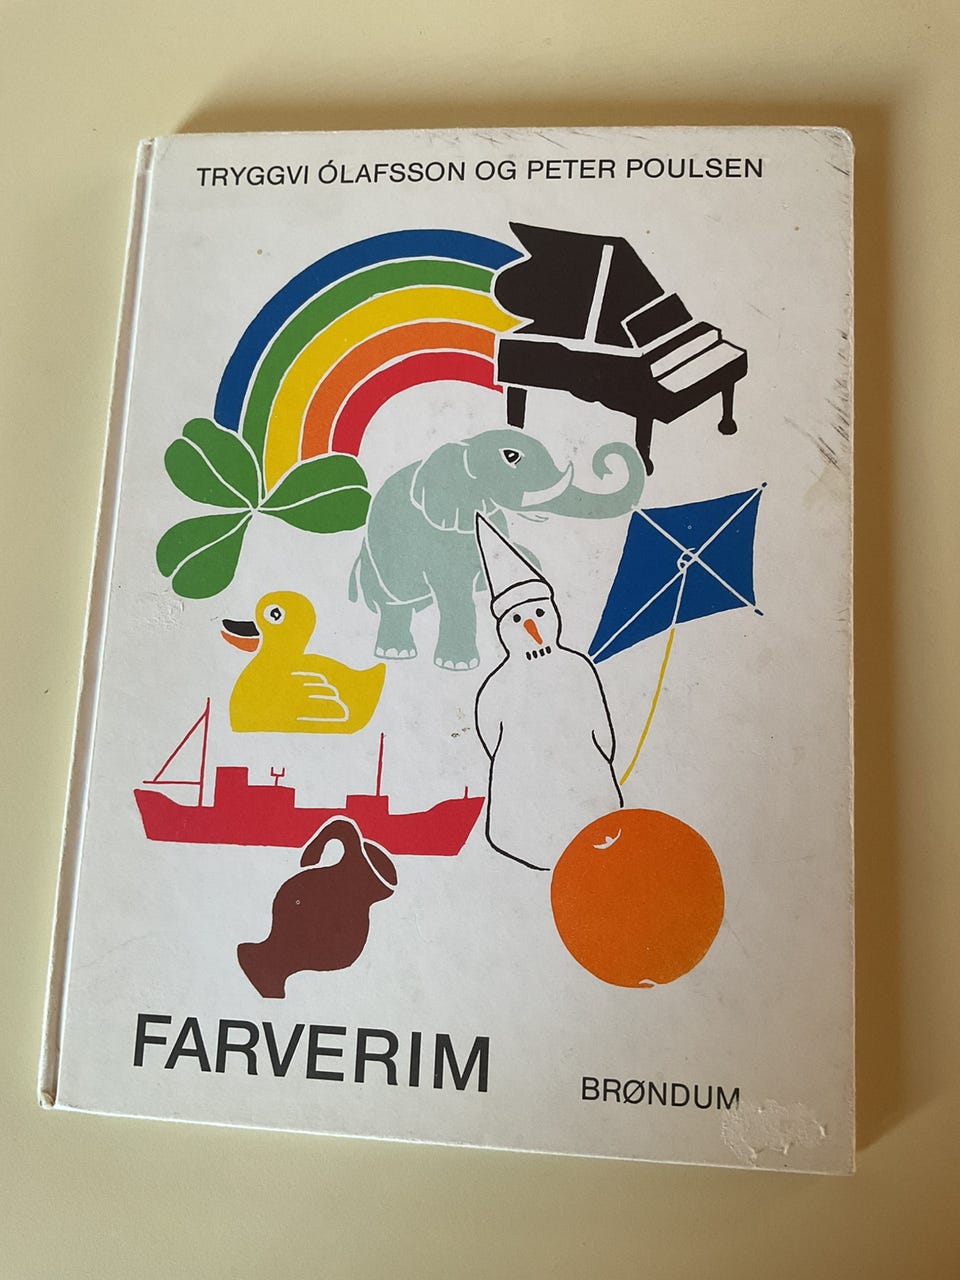 TRYGGVI ÓLAFSSON OG PETER POULSEN
FARVERIM
BRØNDUM